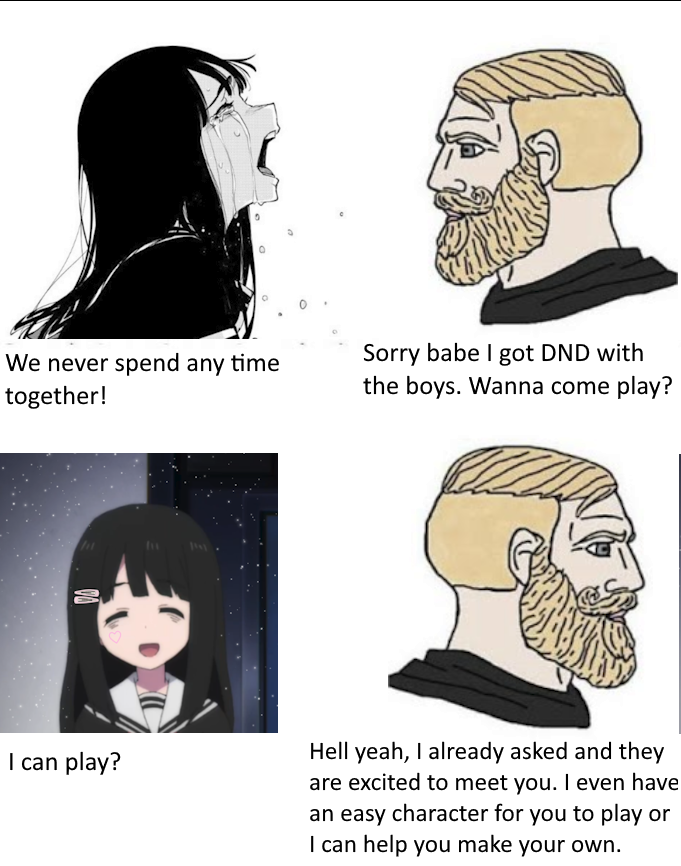 We never spend any time
together!
Sorry babe I got DND with
the boys. Wanna come play?
I can play?
Hell yeah, I already asked and they
are excited to meet you. I even have
an easy character for you to play or
I can help you make your own.